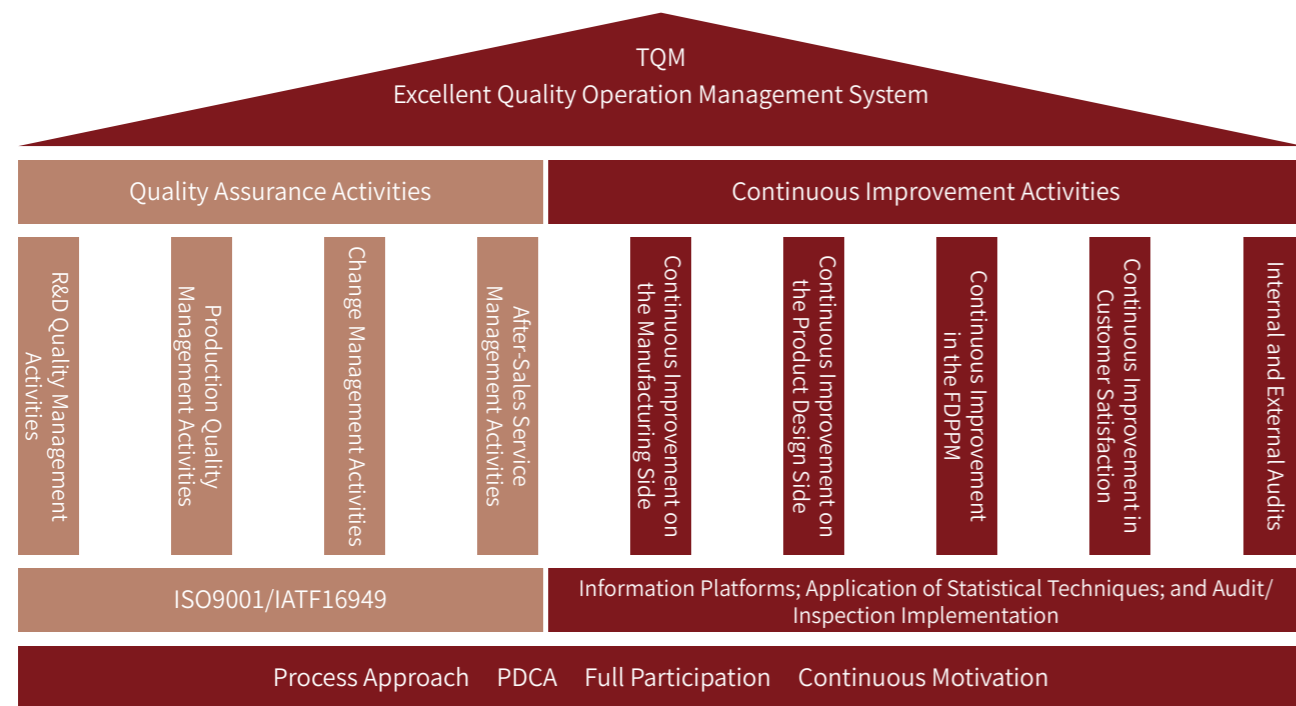 TQM
Excellent Quality Operation Management System
Quality Assurance Activities
Continuous Improvement Activities
R&D Quality Management
Activities
Production Quality
Management Activities
Change Management Activities
After-Sales Service
Management Activities
Continuous Improvement on
the Manufacturing Side
Continuous Improvement on
the Product Design Side
Continuous Improvement
in the FDPPM
Continuous Improvement in
Customer Satisfaction
Internal and External Audits
ISO9001/IATF16949
Information Platforms; Application of Statistical Techniques; and Audit/
Inspection Implementation
Process Approach PDCA Full Participation Continuous Motivation